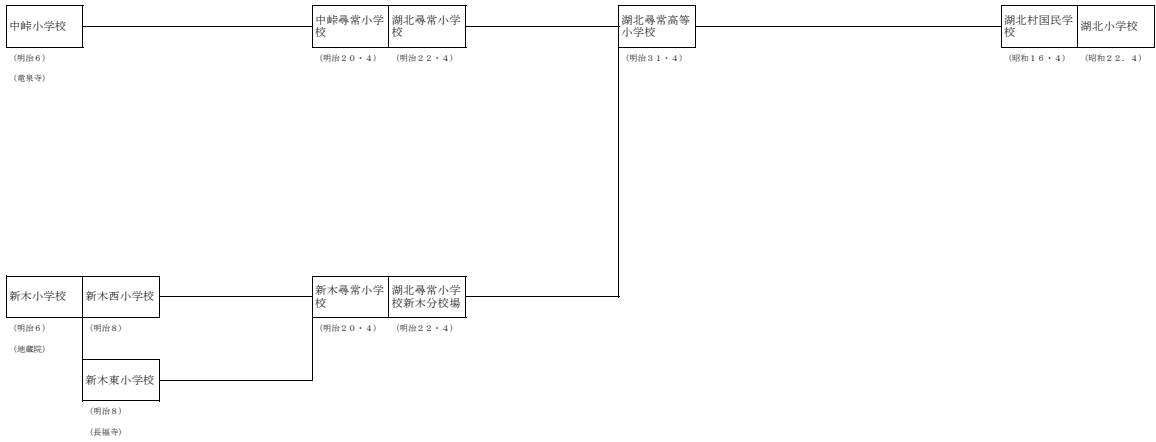 中峠小学校
(明治6)
(竜泉寺)
中峠尋常小学
校
(明治20・4)
湖北尋常小学
校
(明治22・4)
湖北尋常高等
小学校
(明治31・4)
湖北村国民学
校
(昭和16・4)
湖北小学校
(昭和22．4)
新木小学校
(明治6)
(地蔵院)
新木西小学校
(明治8)
新木尋常小学
校
(明治20・4)
湖北尋常小学
校新木分校場
(明治22・4)
新木東小学校
(明治8)
(長福寺)